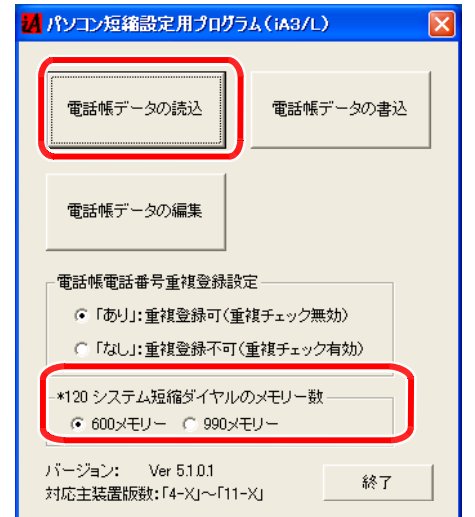 iA パソコン短縮設定用プログラム(iA3/L)
電話帳データの読込 電話帳データの書込
電話帳データの編集
電話帳電話番号重複登録設定
「あり」:重複登録可(重複チェック無効)
「なし」:重複登録不可(重複チェック有効)
*120 システム短縮ダイヤルのメモリー数
600メモリー 990メモリー
バージョン: Ver 5.1.0.1
対応主装置版数:「4-X」～「11-X」
終了